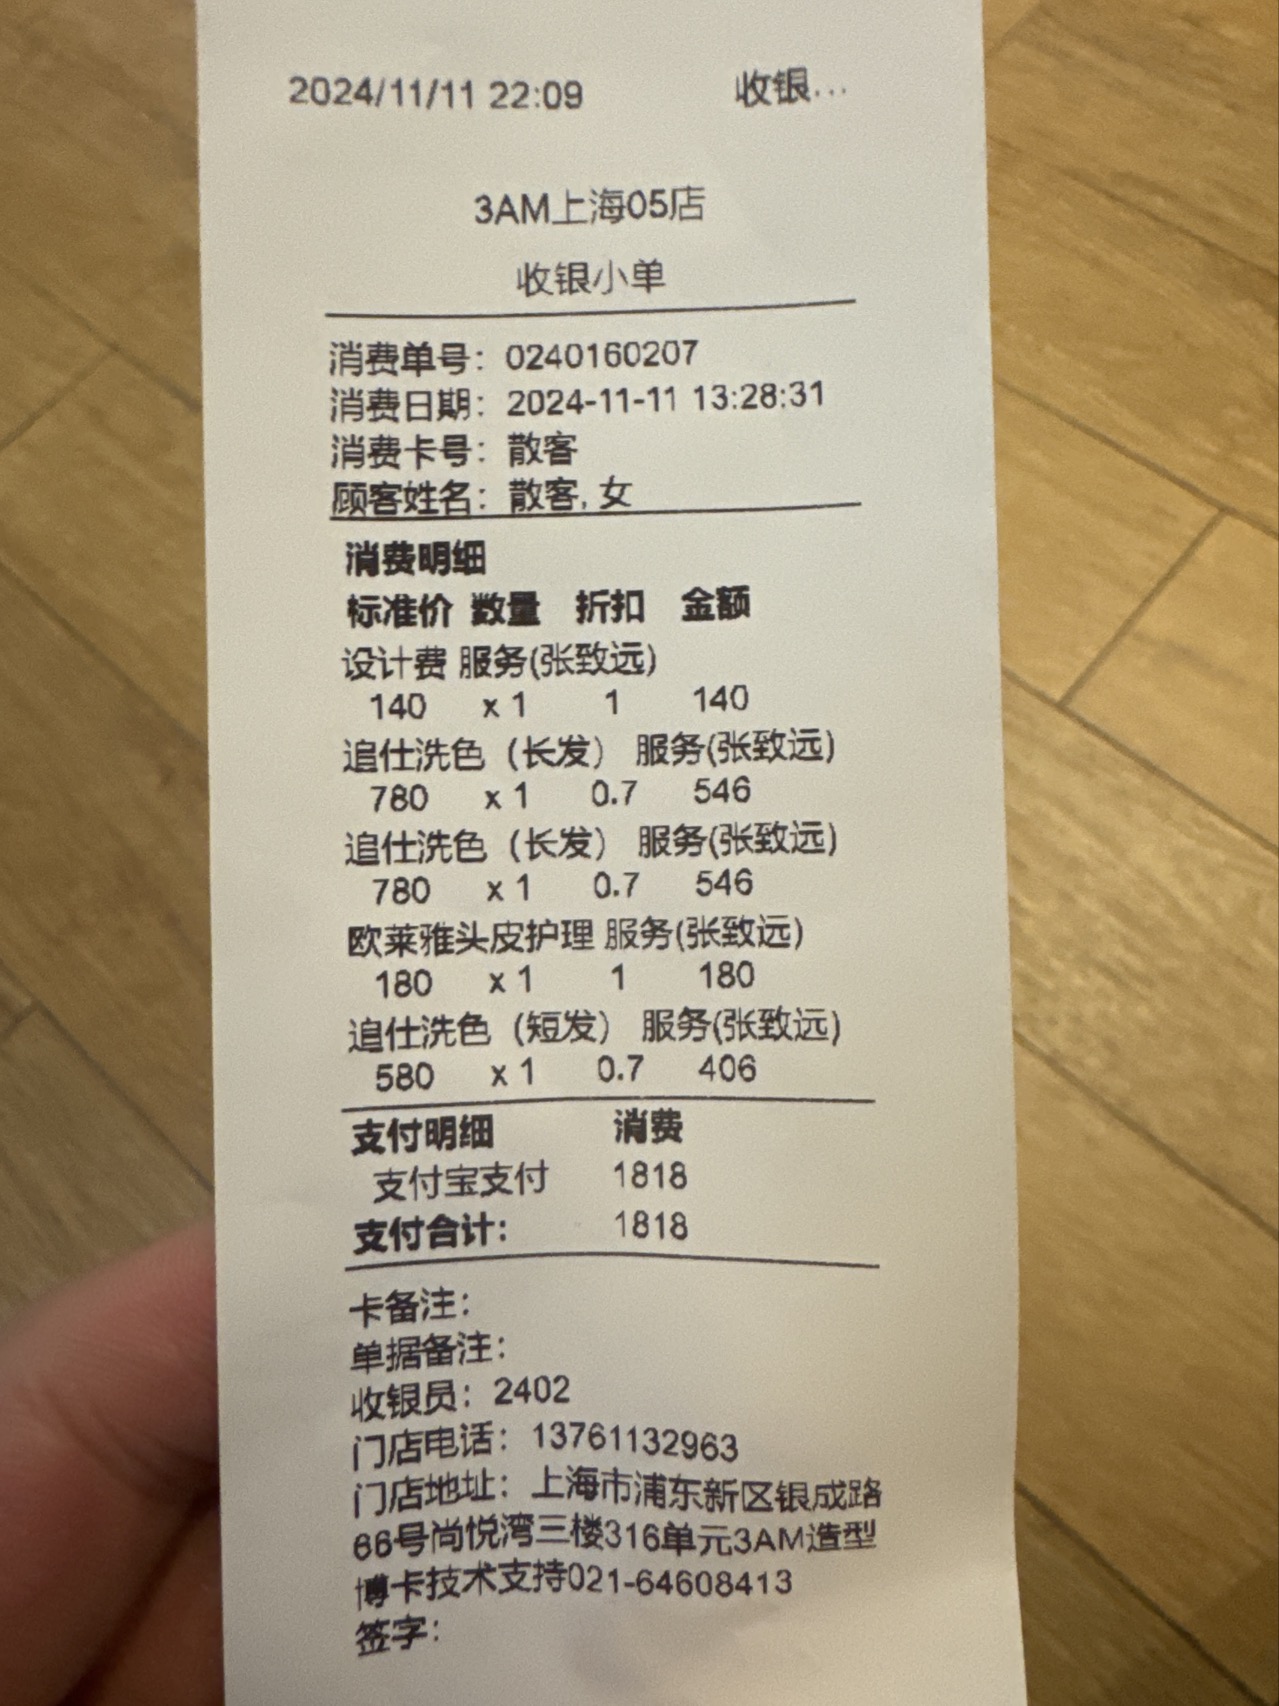 2024/11/11 22:09 收银...
3AM上海05店
收银小单
消费单号：0240160207
消费日期：2024-11-11 13:28:31
消费卡号：散客
顾客姓名：散客, 女
消费明细
标准价 数量 折扣 金额
设计费 服务(张致远)
140 x 1 1 140
追仕洗色（长发） 服务(张致远)
780 x 1 0.7 546
追仕洗色（长发） 服务(张致远)
780 x 1 0.7 546
欧莱雅头皮护理 服务(张致远)
180 x 1 1 180
追仕洗色（短发） 服务(张致远)
580 x 1 0.7 406
支付明细 消费
支付宝支付 1818
支付合计: 1818
卡备注：
单据备注：
收银员：2402
门店电话：13761132963
门店地址：上海市浦东新区银成路
66号尚悦湾三楼316单元3AM造型
博卡技术支持021-64608413
签字：